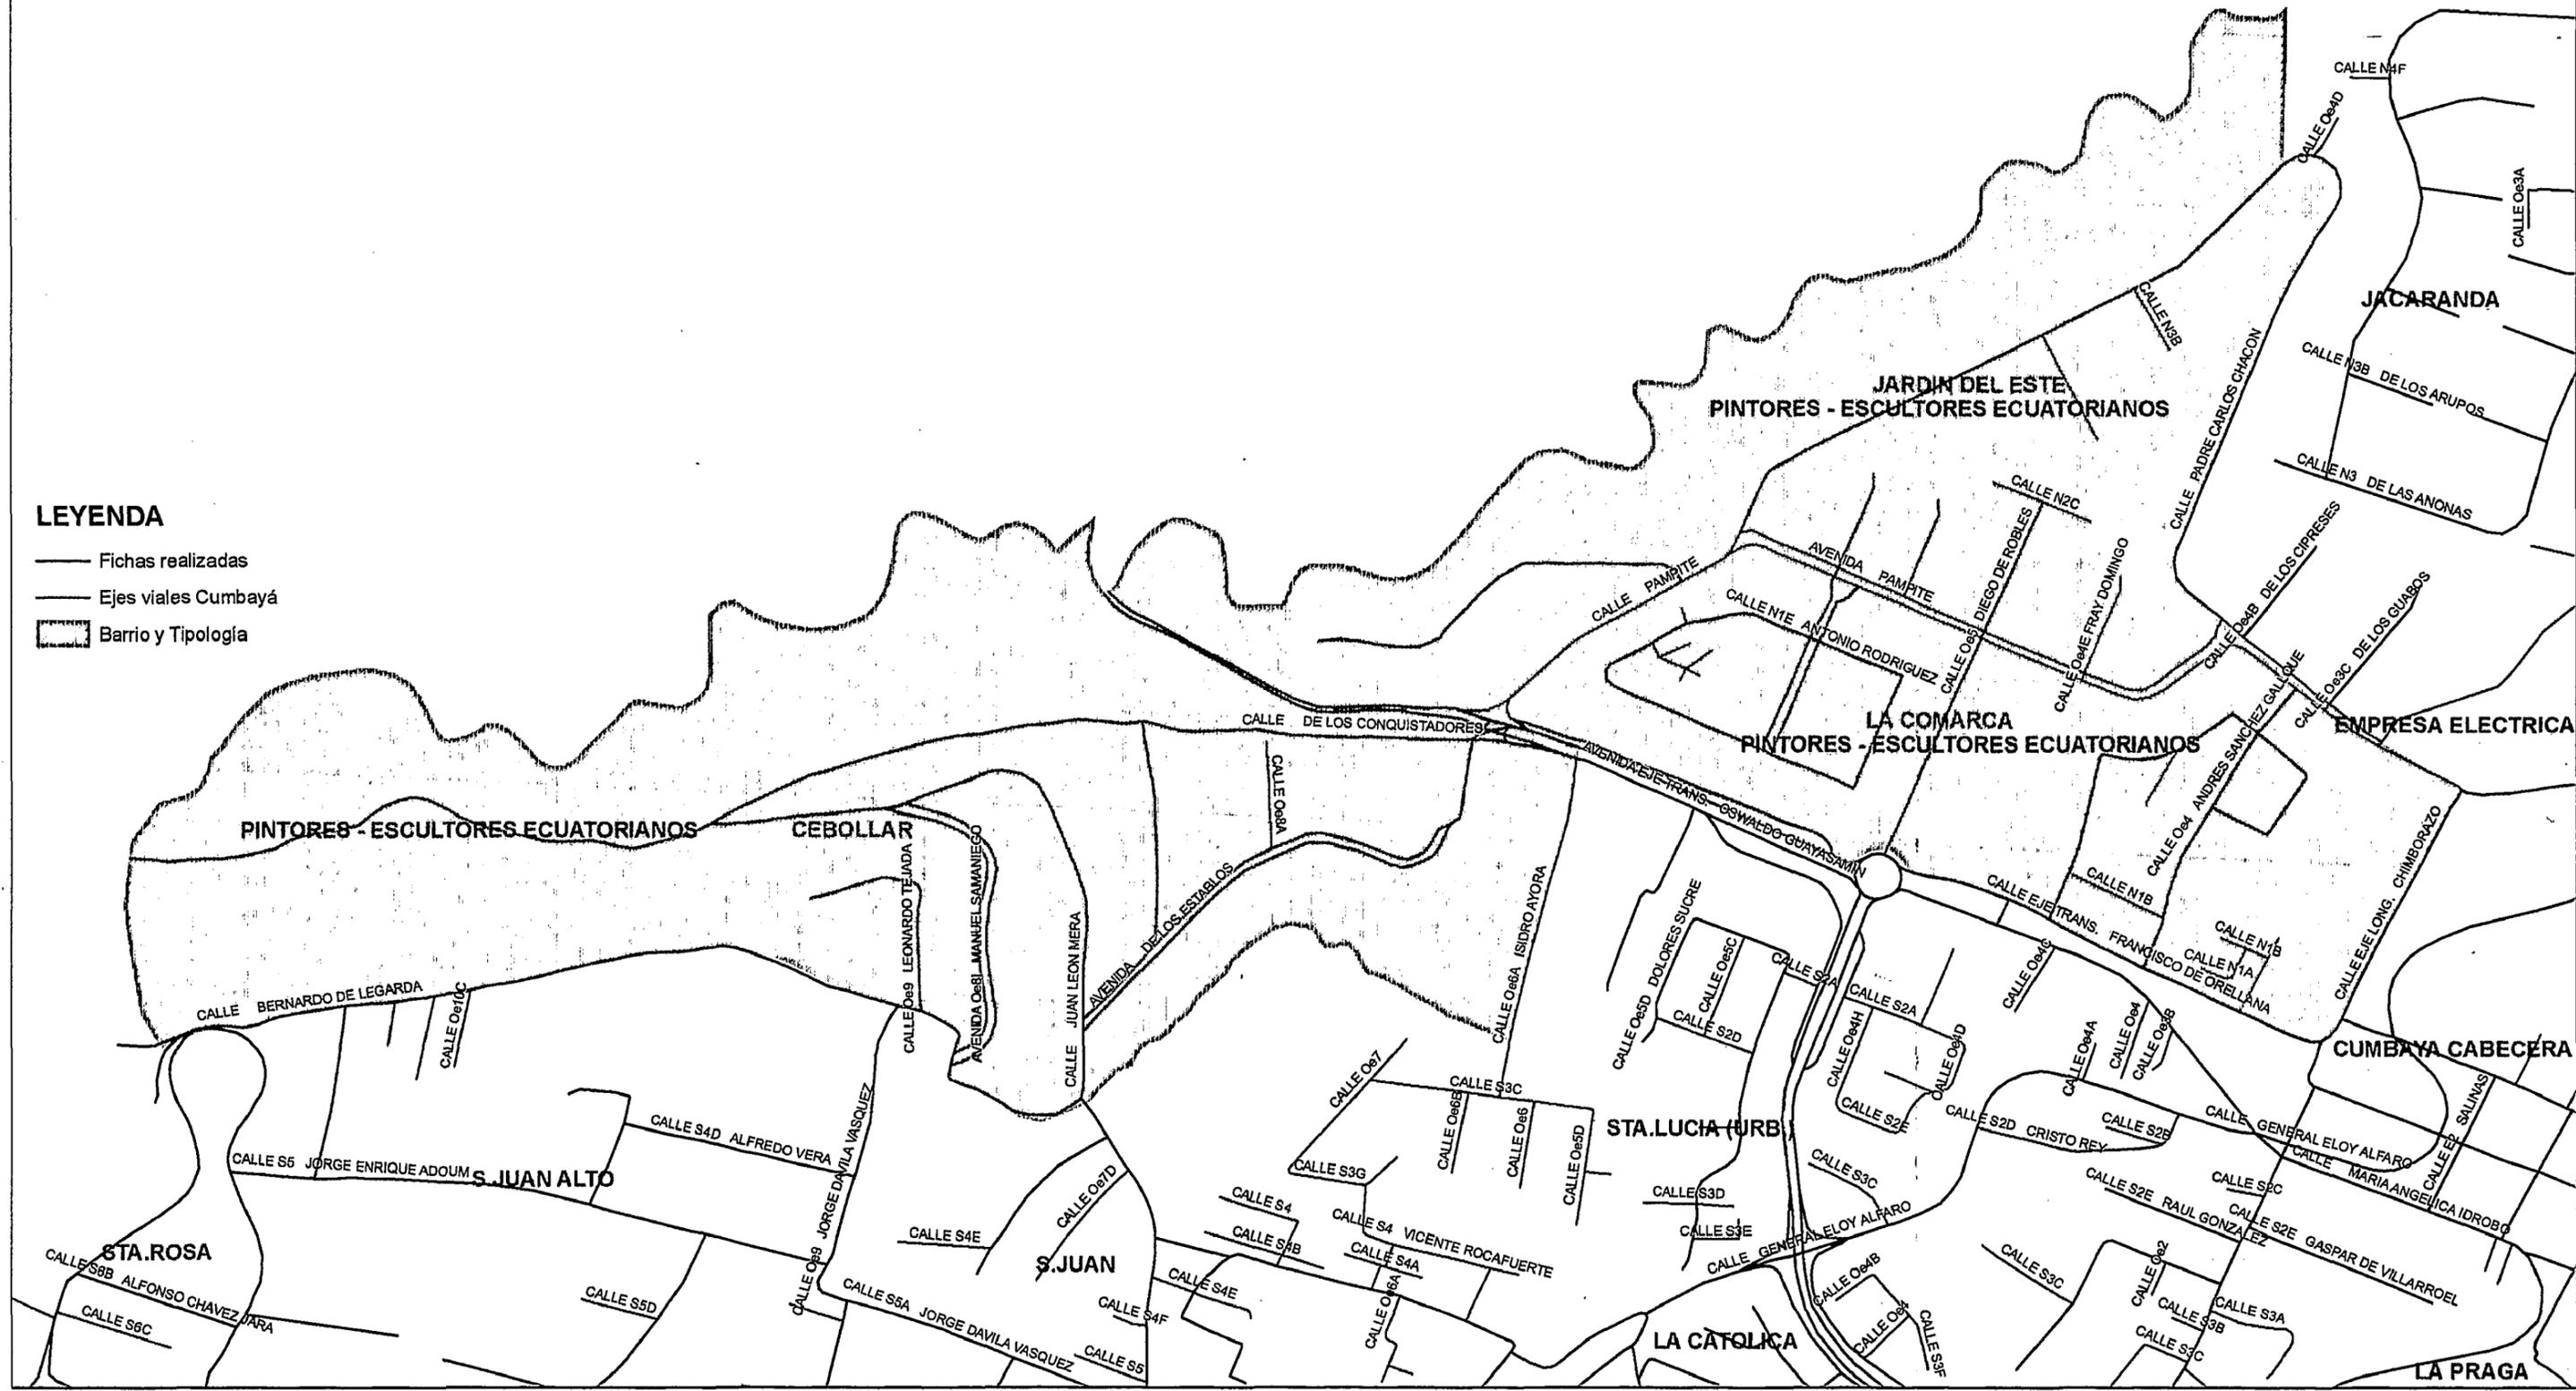 CALLE N4F
CALLE Oe4D
CALLE Oe3A
JACARANDA
CALLE N3B
CALLE PADRE CARLOS CHACON
CALLE N3B DE LOS ARUPOS
JARDIN DEL ESTE
PINTORES - ESCULTORES ECUATORIANOS
CALLE N3 DE LAS ANONAS
CALLE N2C
LEYENDA
Fichas realizadas
Ejes viales Cumbayá
Barrio y Tipología
CALLE PAMPITE
AVENIDA PAMPITE
CALLE Oe5 DIEGO DE ROBLES
CALLE Oe4E FRAY DOMINGO
CALLE Oe4B DE LOS CIPRESES
CALLE Oe3C DE LOS GUABOS
CALLE N1E ANTONIO RODRIGUEZ
LA COMARCA
PINTORES - ESCULTORES ECUATORIANOS
EMPRESA ELECTRICA
CALLE DE LOS CONQUISTADORES
AVENIDA EJE TRANS. OSWALDO GUAYASAMIN
CALLE Oe4 ANDRES SANCHEZ GALLQUE
CALLE Oe8A
PINTORES - ESCULTORES ECUATORIANOS
CEBOLLAR
CALLE Oe9 LEONARDO TEJADA
AVENIDA Oe8I MANUEL SAMANIEGO
CALLE JUAN LEON MERA
AVENIDA DE LOS ESTABLOS
CALLE Oe6A ISIDRO AYORA
CALLE Oe5D DOLORES SUCRE
CALLE Oe5C
CALLE S2A
CALLE S2D
CALLE S2A
CALLE EJE TRANS. FRANCISCO DE ORELLANA
CALLE N1B
CALLE N1B
CALLE N1A
CALLE EJE LONG. CHIMBORAZO
CALLE BERNARDO DE LEGARDA
CALLE Oe10C
CALLE Oe4C
CALLE Oe4H
CALLE Oe4D
CALLE Oe4A
CALLE Oe4
CALLE Oe3B
CUMBAYA CABECERA
CALLE Oe7
CALLE S3C
CALLE Oe6B
CALLE Oe6
CALLE Oe5D
STA.LUCIA (URB.)
CALLE S2E
CALLE S2D CRISTO REY
CALLE S2B
CALLE GENERAL ELOY ALFARO
CALLE E2 SALINAS
CALLE MARIA ANGELICA IDROBO
CALLE S4D ALFREDO VERA
CALLE Oe9 JORGE DAVILA VASQUEZ
CALLE S5 JORGE ENRIQUE ADOUM
S.JUAN ALTO
CALLE Oe7D
CALLE S3G
CALLE S3D
CALLE S3C
CALLE S3E
CALLE GENERAL ELOY ALFARO
CALLE S2E RAUL GONZALEZ
CALLE S2C
CALLE S2E GASPAR DE VILLARROEL
STA.ROSA
CALLE S6B ALFONSO CHAVEZ JARA
CALLE S6C
CALLE S5D
CALLE S4E
S.JUAN
CALLE S4
CALLE S4B
CALLE S4 VICENTE ROCAFUERTE
CALLE S4A
CALLE Oe6A
CALLE S4E
CALLE S4F
CALLE S5
CALLE S5A JORGE DAVILA VASQUEZ
LA CATOLICA
CALLE Oe4B
CALLE Oe4
CALLE S3F
CALLE S3C
CALLE Oe2
CALLE S3A
CALLE S3B
CALLE S3C
LA PRAGA